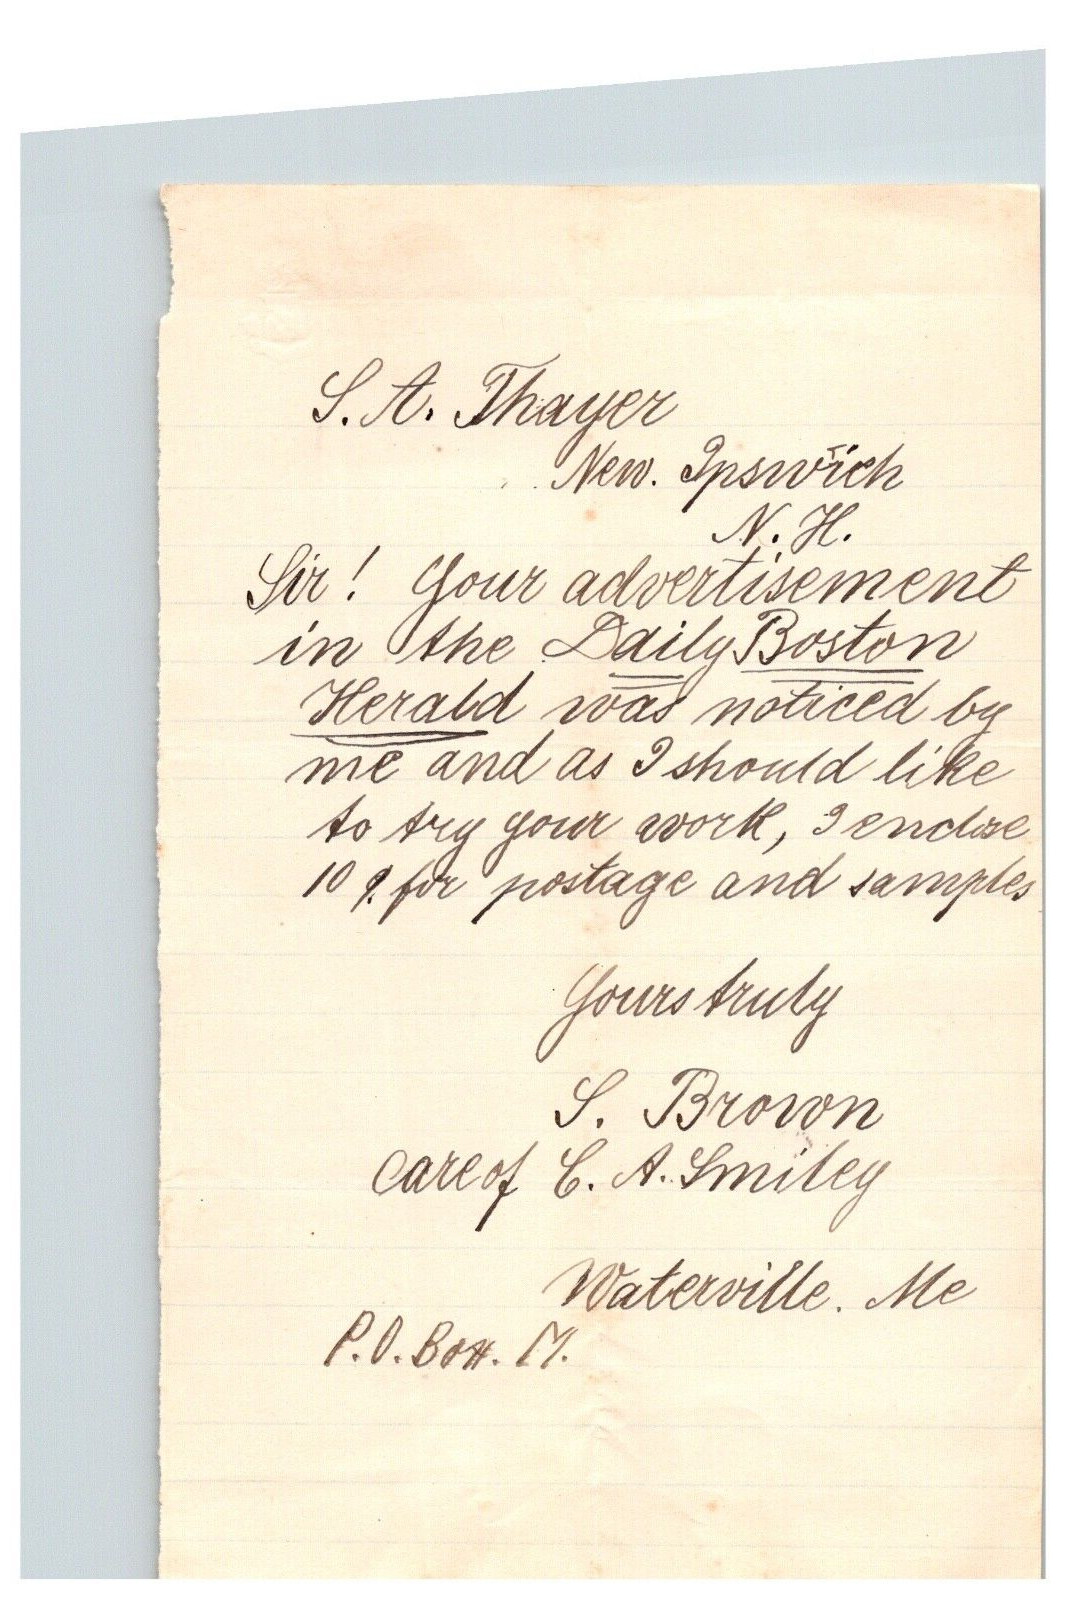 S. A. Thayer
New. Ipswich
N. H.
Sir! Your advertisement
in the Daily Boston
Herald was noticed by
me and as I should like
to try your work, I enclose
10 ¢ for postage and samples
Yours truly
S. Brown
care of C. A. Smiley
Waterville. Me
P.O. Box. M.